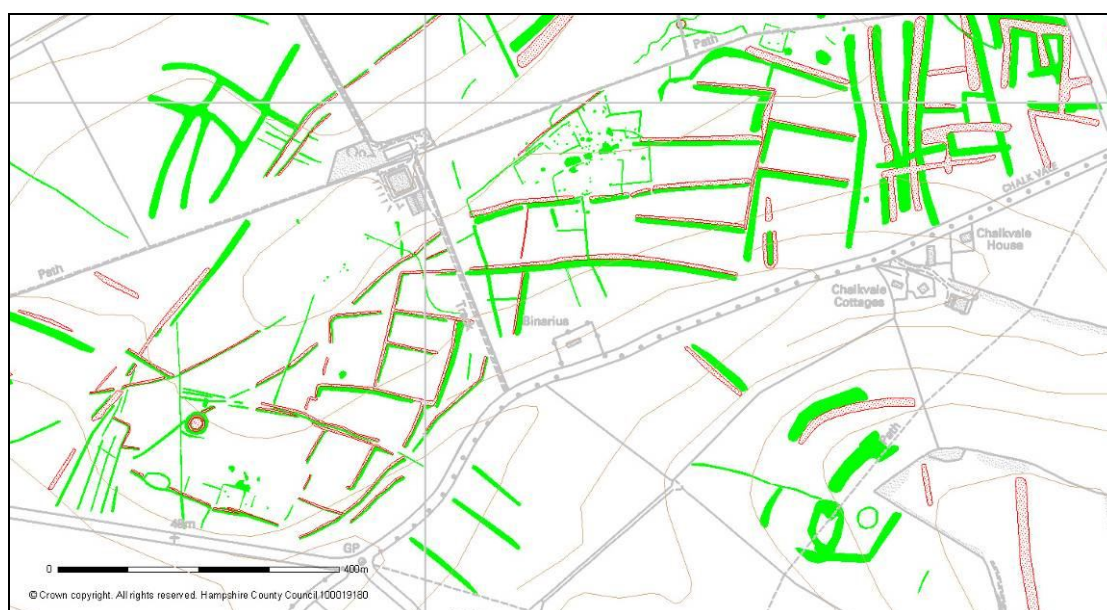 Path
CHALK VALE
Chalkvale
House
Chalkvale
Cottages
Path
Track
Binarius
Path
46m
GP
0
400m
© Crown copyright. All rights reserved. Hampshire County Council 100019180